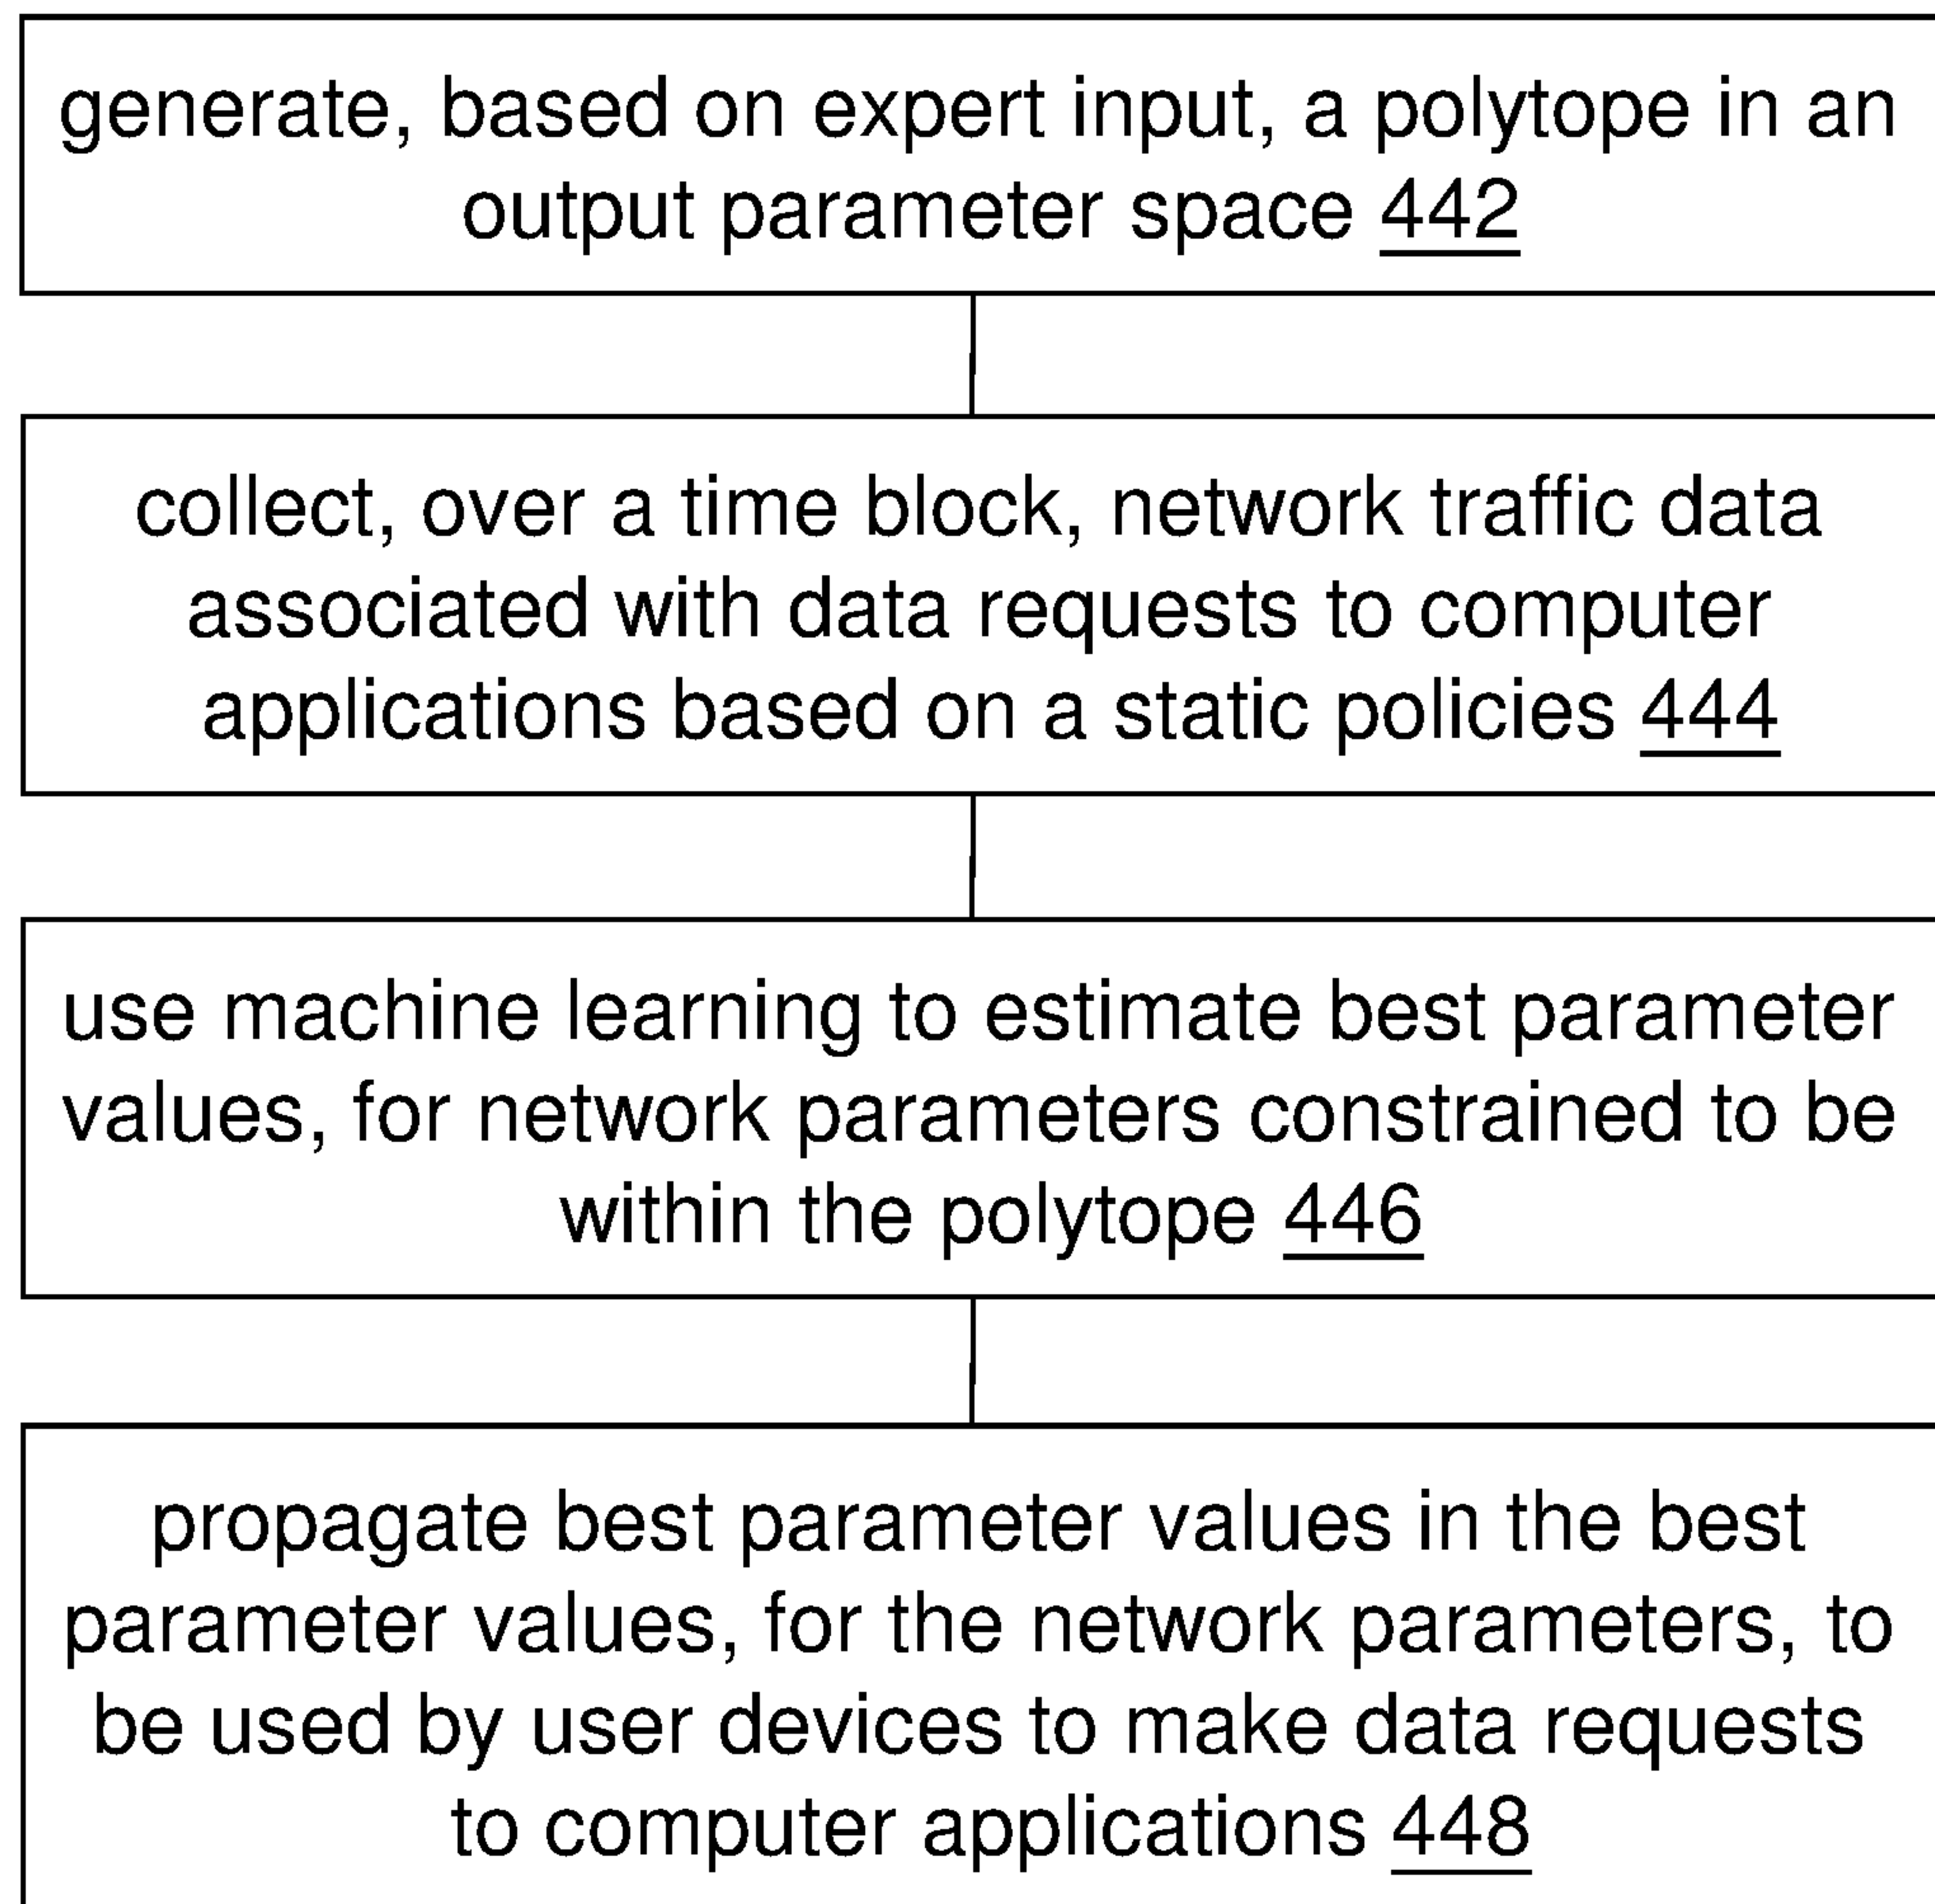 generate, based on expert input, a polytope in an
output parameter space 442
collect, over a time block, network traffic data
associated with data requests to computer
applications based on a static policies 444
use machine learning to estimate best parameter
values, for network parameters constrained to be
within the polytope 446
propagate best parameter values in the best
parameter values, for the network parameters, to
be used by user devices to make data requests
to computer applications 448